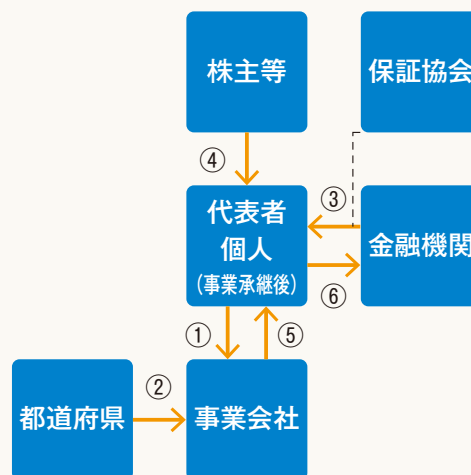 株主等
保証協会
④
③
代表者
個人
(事業承継後)
金融機関
⑥
①
⑤
②
都道府県
事業会社